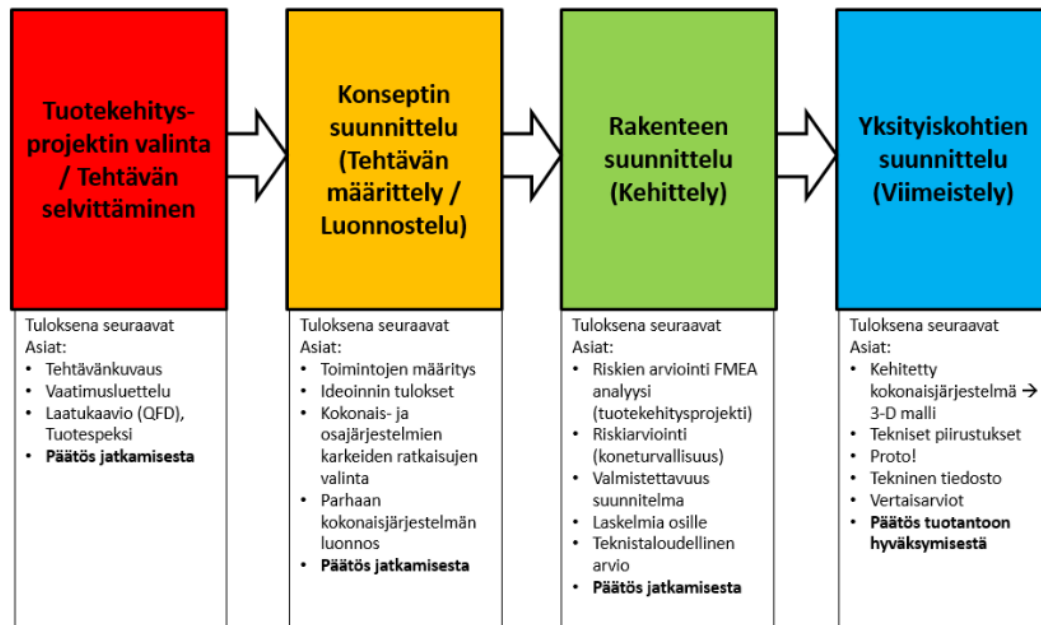 Tuotekehitys-
projektin valinta
/ Tehtävän
selvittäminen
Tuloksena seuraavat
Asiat:
• Tehtävänkuvaus
• Vaatimusluettelo
• Laatukaavio (QFD),
Tuotespeksi
• Päätös jatkamisesta
Konseptin
suunnittelu
(Tehtävän
määrittely /
Luonnostelu)
Tuloksena seuraavat
Asiat:
• Toimintojen määritys
• Ideoinnin tulokset
• Kokonais- ja
osajärjestelmien
karkeiden ratkaisujen
valinta
• Parhaan
kokonaisjärjestelmän
luonnos
• Päätös jatkamisesta
Rakenteen
suunnittelu
(Kehittely)
Tuloksena seuraavat
Asiat:
• Riskien arviointi FMEA
analyysi
(tuotekehitysprojekti)
• Riskiarviointi
(koneturvallisuus)
• Valmistettavuus
suunnitelma
• Laskelmia osille
• Teknistaloudellinen
arvio
• Päätös jatkamisesta
Yksityiskohtien
suunnittelu
(Viimeistely)
Tuloksena seuraavat
Asiat:
• Kehitetty
kokonaisjärjestelmä →
3-D malli
• Tekniset piirustukset
• Proto!
• Tekninen tiedosto
• Vertaisarviot
• Päätös tuotantoon
hyväksymisestä